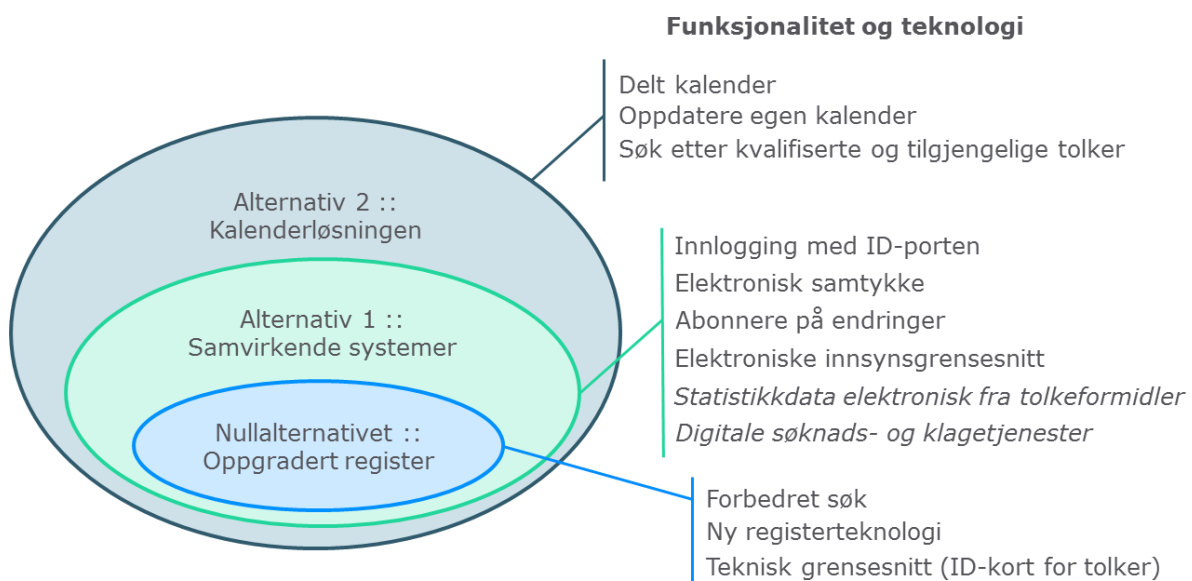 Funksjonalitet og teknologi
Delt kalender
Oppdatere egen kalender
Søk etter kvalifiserte og tilgjengelige tolker
Alternativ 2 ::
Kalenderløsningen
Innlogging med ID-porten
Elektronisk samtykke
Abonnere på endringer
Elektroniske innsynsgrensesnitt
Statistikkdata elektronisk fra tolkeformidler
Digitale søknads- og klagetjenester
Alternativ 1 ::
Samvirkende systemer
Nullalternativet ::
Oppgradert register
Forbedret søk
Ny registerteknologi
Teknisk grensesnitt (ID-kort for tolker)